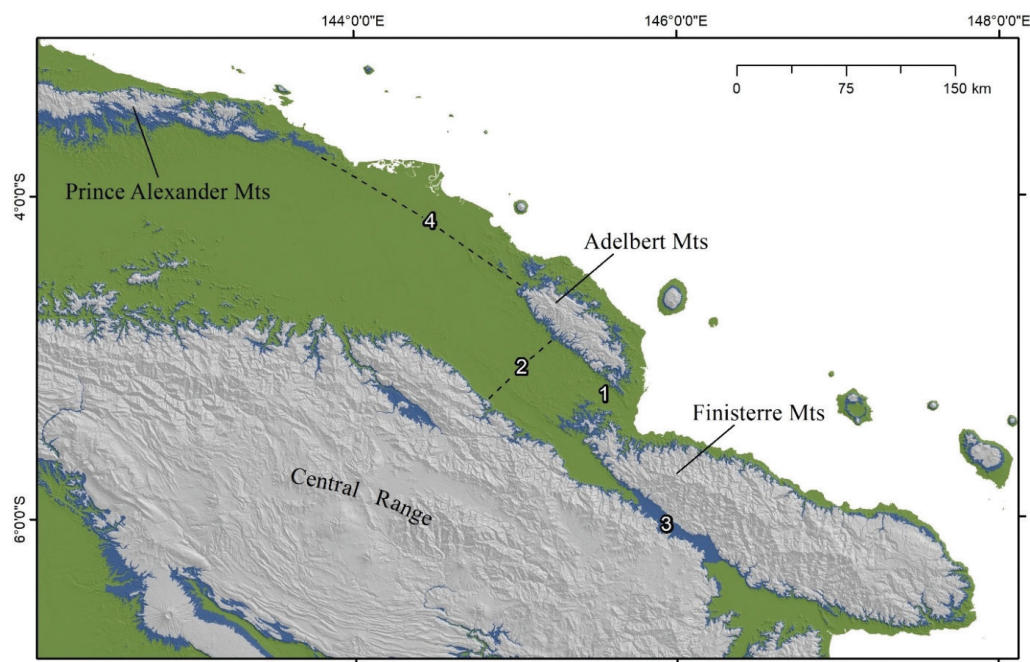 144°0'0"E
146°0'0"E
148°0'0"E
0
75
150 km
Prince Alexander Mts
4°0'0"S
4
Adelbert Mts
2
1
Finisterre Mts
Central Range
6°0'0"S
3